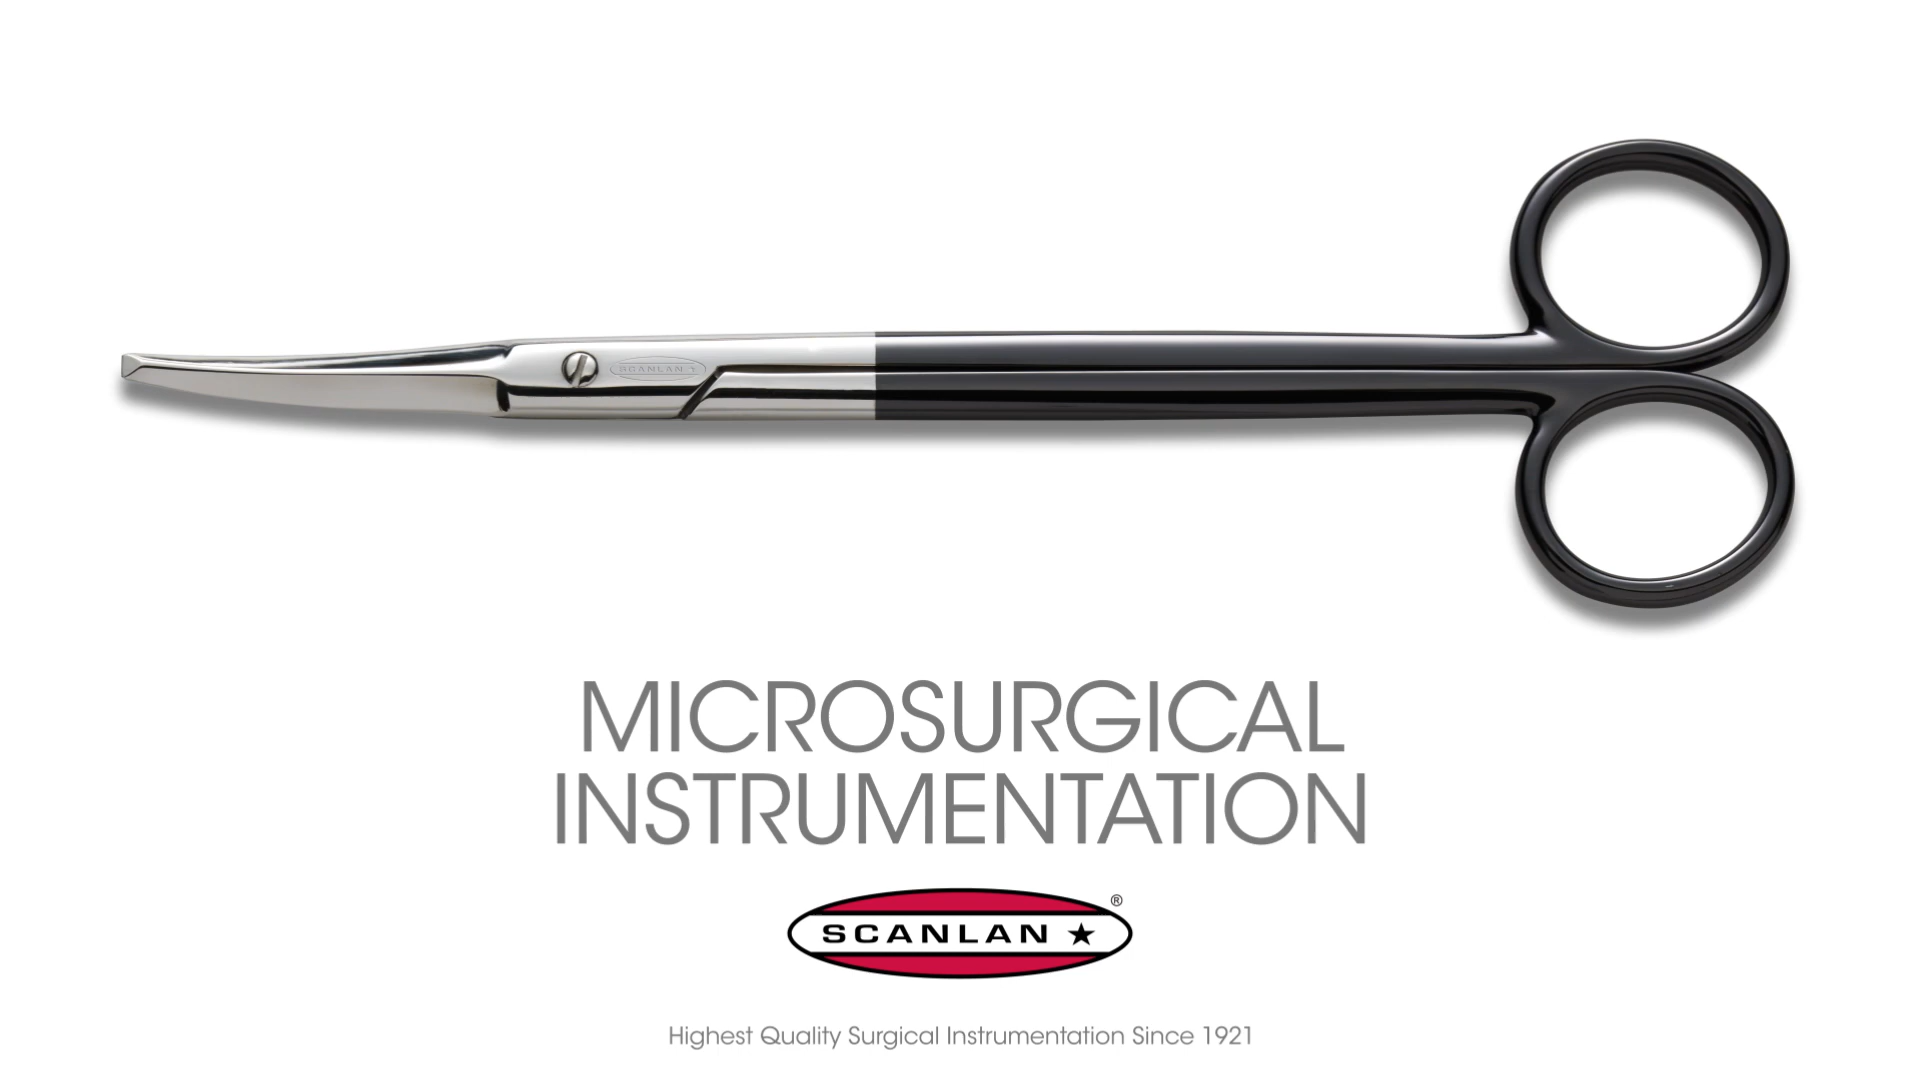 SCANLAN ★
MICROSURGICAL
INSTRUMENTATION
SCANLAN ★ ®
Highest Quality Surgical Instrumentation Since 1921